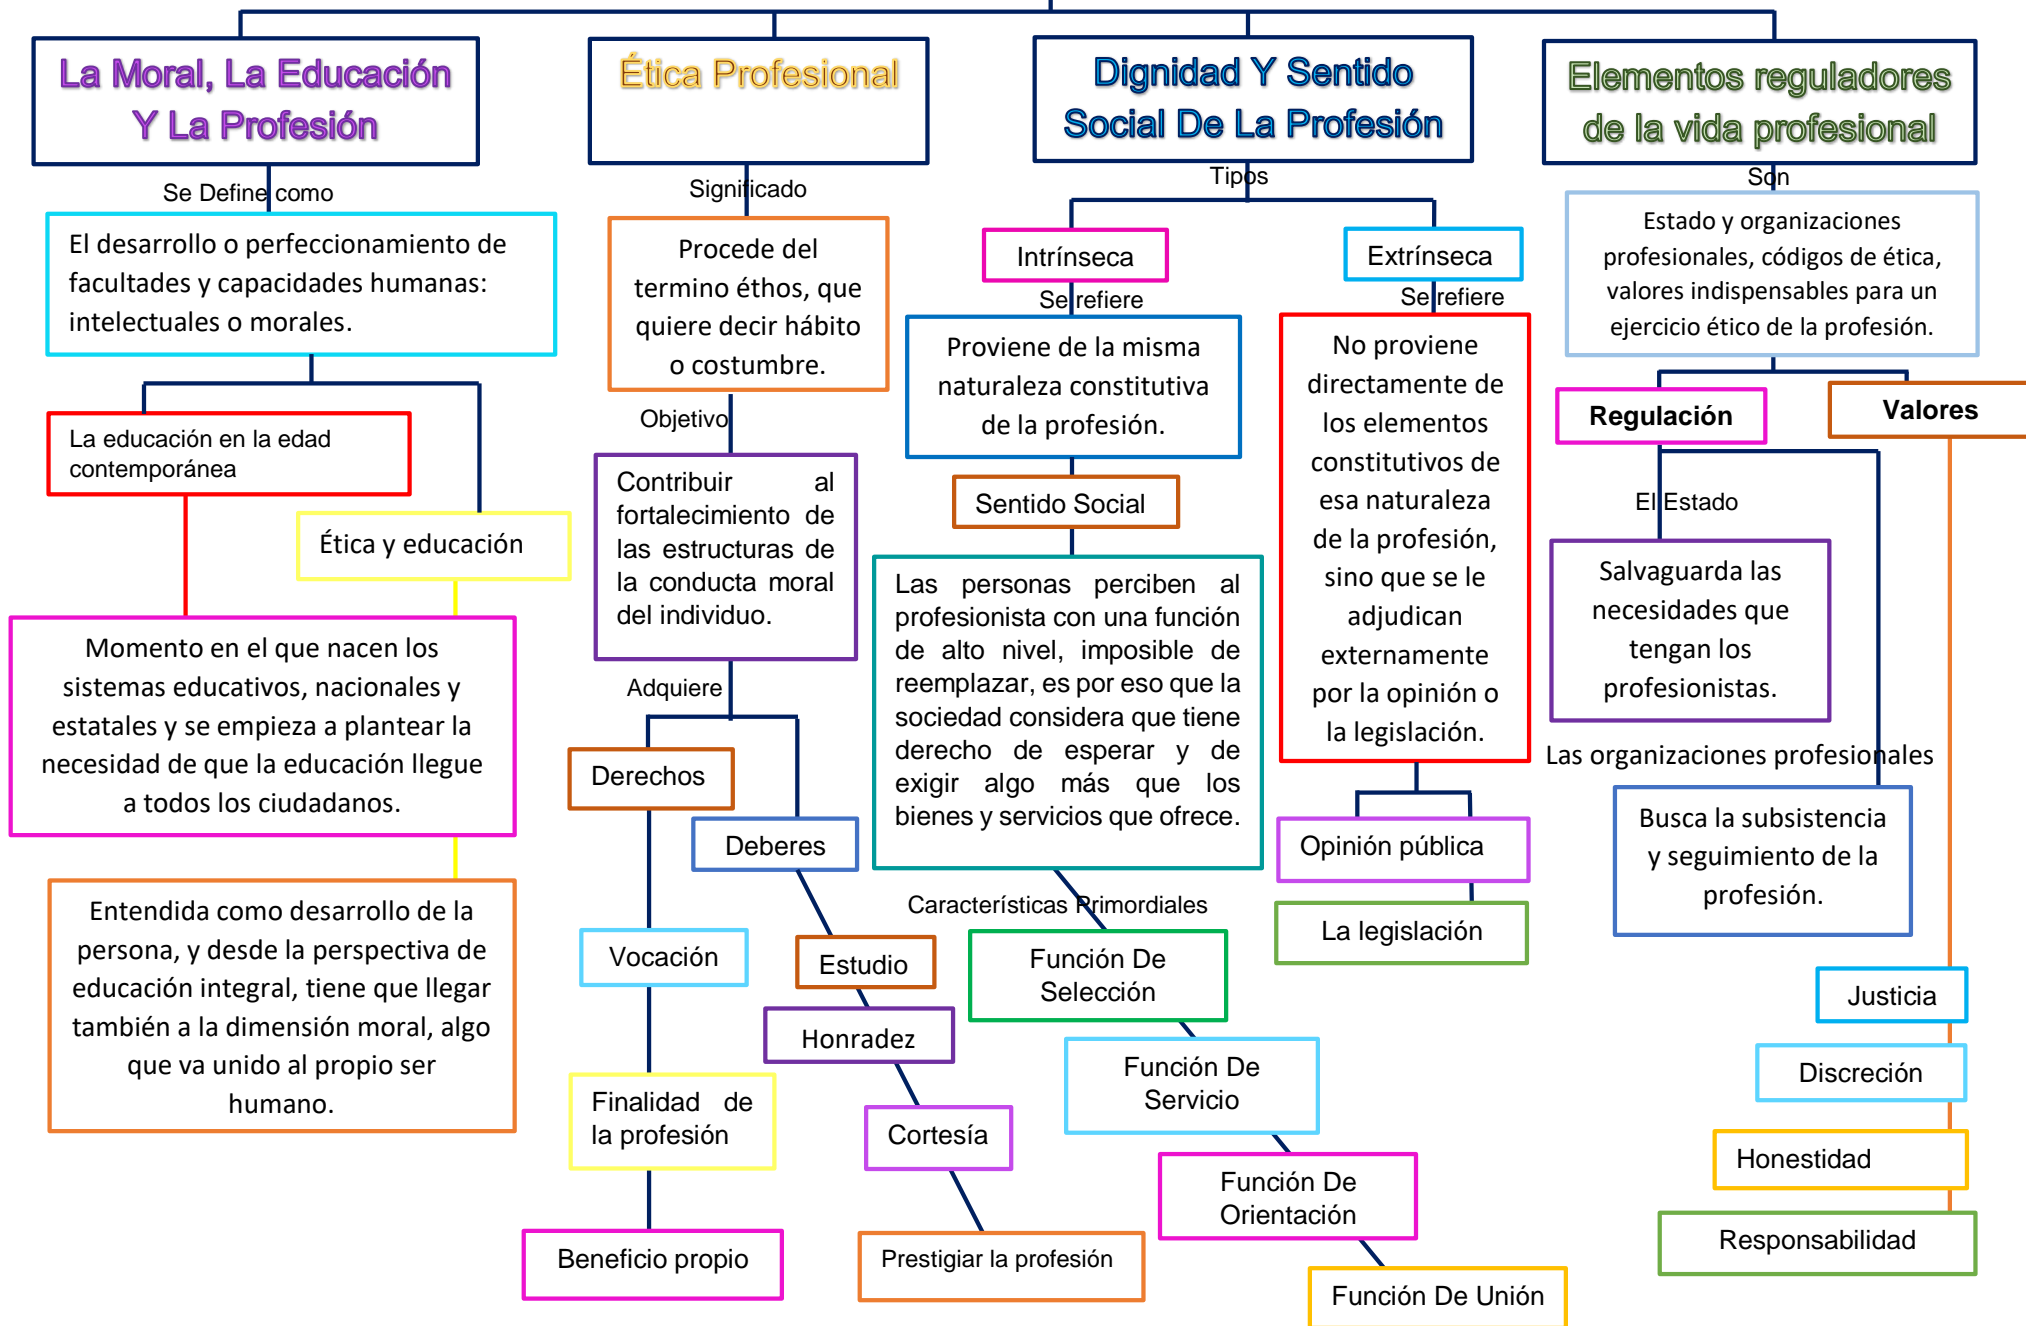 La Moral, La Educación
Y La Profesión
Se Define como
El desarrollo o perfeccionamiento de
facultades y capacidades humanas:
intelectuales o morales.
La educación en la edad
contemporánea
Ética y educación
Momento en el que nacen los
sistemas educativos, nacionales y
estatales y se empieza a plantear la
necesidad de que la educación llegue
a todos los ciudadanos.
Entendida como desarrollo de la
persona, y desde la perspectiva de
educación integral, tiene que llegar
también a la dimensión moral, algo
que va unido al propio ser
humano.
Ética Profesional
Significado
Procede del
termino éthos, que
quiere decir hábito
o costumbre.
Objetivo
Contribuir al
fortalecimiento de
las estructuras de
la conducta moral
del individuo.
Adquiere
Derechos
Vocación
Finalidad de
la profesión
Beneficio propio
Deberes
Estudio
Honradez
Cortesía
Prestigiar la profesión
Dignidad Y Sentido
Social De La Profesión
Tipos
Intrínseca
Se refiere
Proviene de la misma
naturaleza constitutiva
de la profesión.
Sentido Social
Las personas perciben al
profesionista con una función
de alto nivel, imposible de
reemplazar, es por eso que la
sociedad considera que tiene
derecho de esperar y de
exigir algo más que los
bienes y servicios que ofrece.
Características Primordiales
Función De
Selección
Función De
Servicio
Función De
Orientación
Función De Unión
Extrínseca
Se refiere
No proviene
directamente de
los elementos
constitutivos de
esa naturaleza
de la profesión,
sino que se le
adjudican
externamente
por la opinión o
la legislación.
Opinión pública
La legislación
Elementos reguladores
de la vida profesional
Son
Estado y organizaciones
profesionales, códigos de ética,
valores indispensables para un
ejercicio ético de la profesión.
Regulación
El Estado
Salvaguarda las
necesidades que
tengan los
profesionistas.
Las organizaciones profesionales
Busca la subsistencia
y seguimiento de la
profesión.
Valores
Justicia
Discreción
Honestidad
Responsabilidad